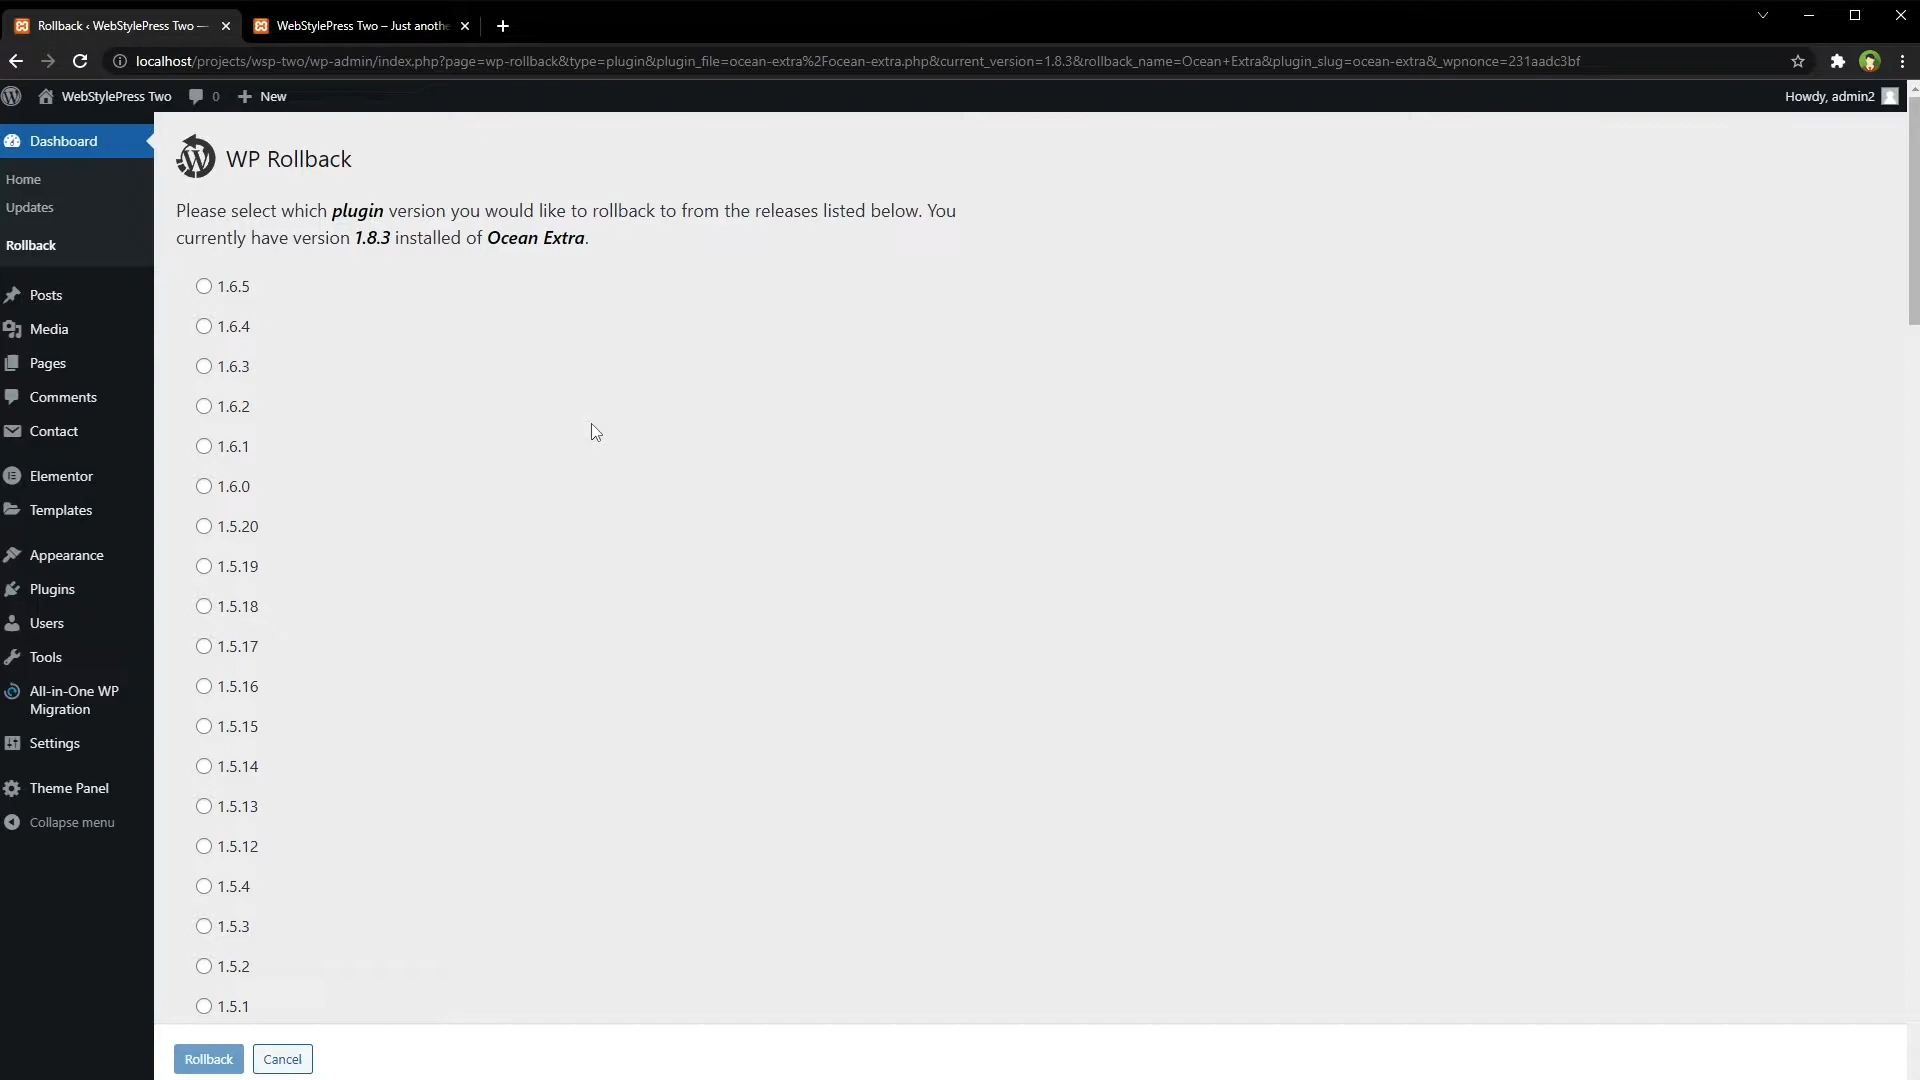 Rollback ‹ WebStylePress Two —
WebStylePress Two – Just anothe
localhost/projects/wsp-two/wp-admin/index.php?page=wp-rollback&type=plugin&plugin_file=ocean-extra%2Focean-extra.php&current_version=1.8.3&rollback_name=Ocean+Extra&plugin_slug=ocean-extra&_wpnonce=231aadc3bf
WebStylePress Two
0
New
Howdy, admin2
Dashboard
Home
Updates
Rollback
Posts
Media
Pages
Comments
Contact
Elementor
Templates
Appearance
Plugins
Users
Tools
All-in-One WP
Migration
Settings
Theme Panel
Collapse menu
WP Rollback
Please select which plugin version you would like to rollback to from the releases listed below. You
currently have version 1.8.3 installed of Ocean Extra.
1.6.5
1.6.4
1.6.3
1.6.2
1.6.1
1.6.0
1.5.20
1.5.19
1.5.18
1.5.17
1.5.16
1.5.15
1.5.14
1.5.13
1.5.12
1.5.4
1.5.3
1.5.2
1.5.1
Rollback
Cancel